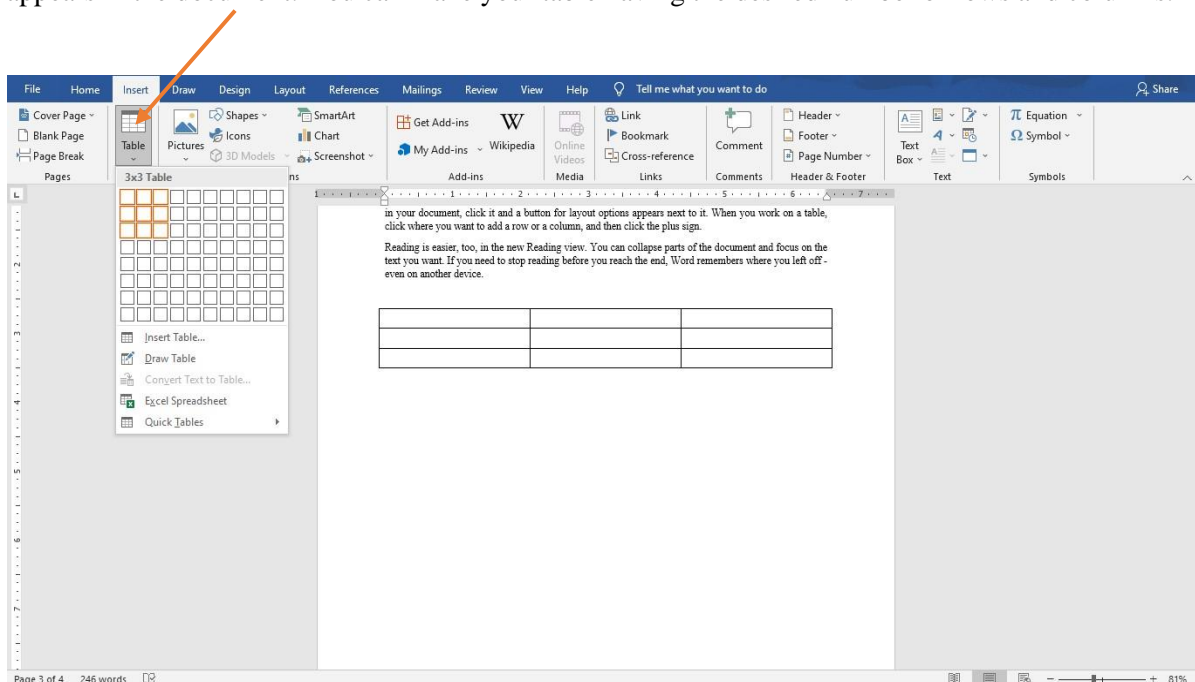 File Home Insert Draw Design Layout References Mailings Review View Help Tell me what you want to do Share
Cover Page
Blank Page
Page Break
Pages
Table
Pictures
Shapes
Icons
3D Models
SmartArt
Chart
Screenshot
ns
Get Add-ins
My Add-ins
W
Wikipedia
Add-ins
Online
Videos
Media
Link
Bookmark
Cross-reference
Links
Comment
Comments
Header
Footer
Page Number
Header & Footer
Text
Box
Text
Equation
Symbol
Symbols
3x3 Table
Insert Table...
Draw Table
Convert Text to Table...
Excel Spreadsheet
Quick Tables
in your document, click it and a button for layout options appears next to it. When you work on a table,
click where you want to add a row or a column, and then click the plus sign.
Reading is easier, too, in the new Reading view. You can collapse parts of the document and focus on the
text you want. If you need to stop reading before you reach the end, Word remembers where you left off -
even on another device.
Page 3 of 4 246 words 81%